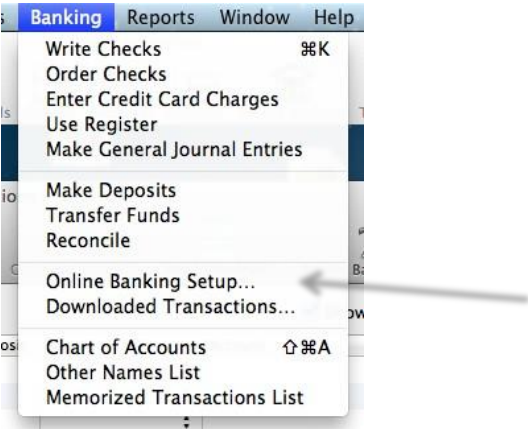 s Banking Reports Window Help
Write Checks ⌘K
Order Checks
Enter Credit Card Charges
Use Register
Make General Journal Entries
Make Deposits
Transfer Funds
Reconcile
Online Banking Setup...
Downloaded Transactions...
Chart of Accounts ⇧⌘A
Other Names List
Memorized Transactions List